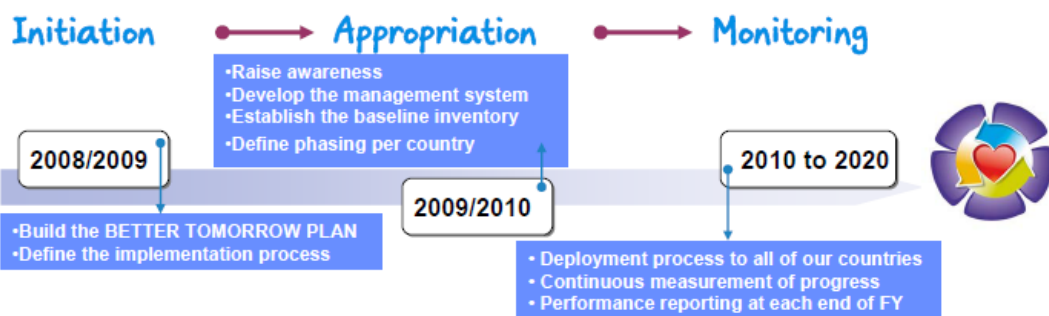 Initiation
Appropriation
Monitoring
•Raise awareness
•Develop the management system
•Establish the baseline inventory
•Define phasing per country
2008/2009
2010 to 2020
2009/2010
•Build the BETTER TOMORROW PLAN
•Define the implementation process
• Deployment process to all of our countries
• Continuous measurement of progress
• Performance reporting at each end of FY